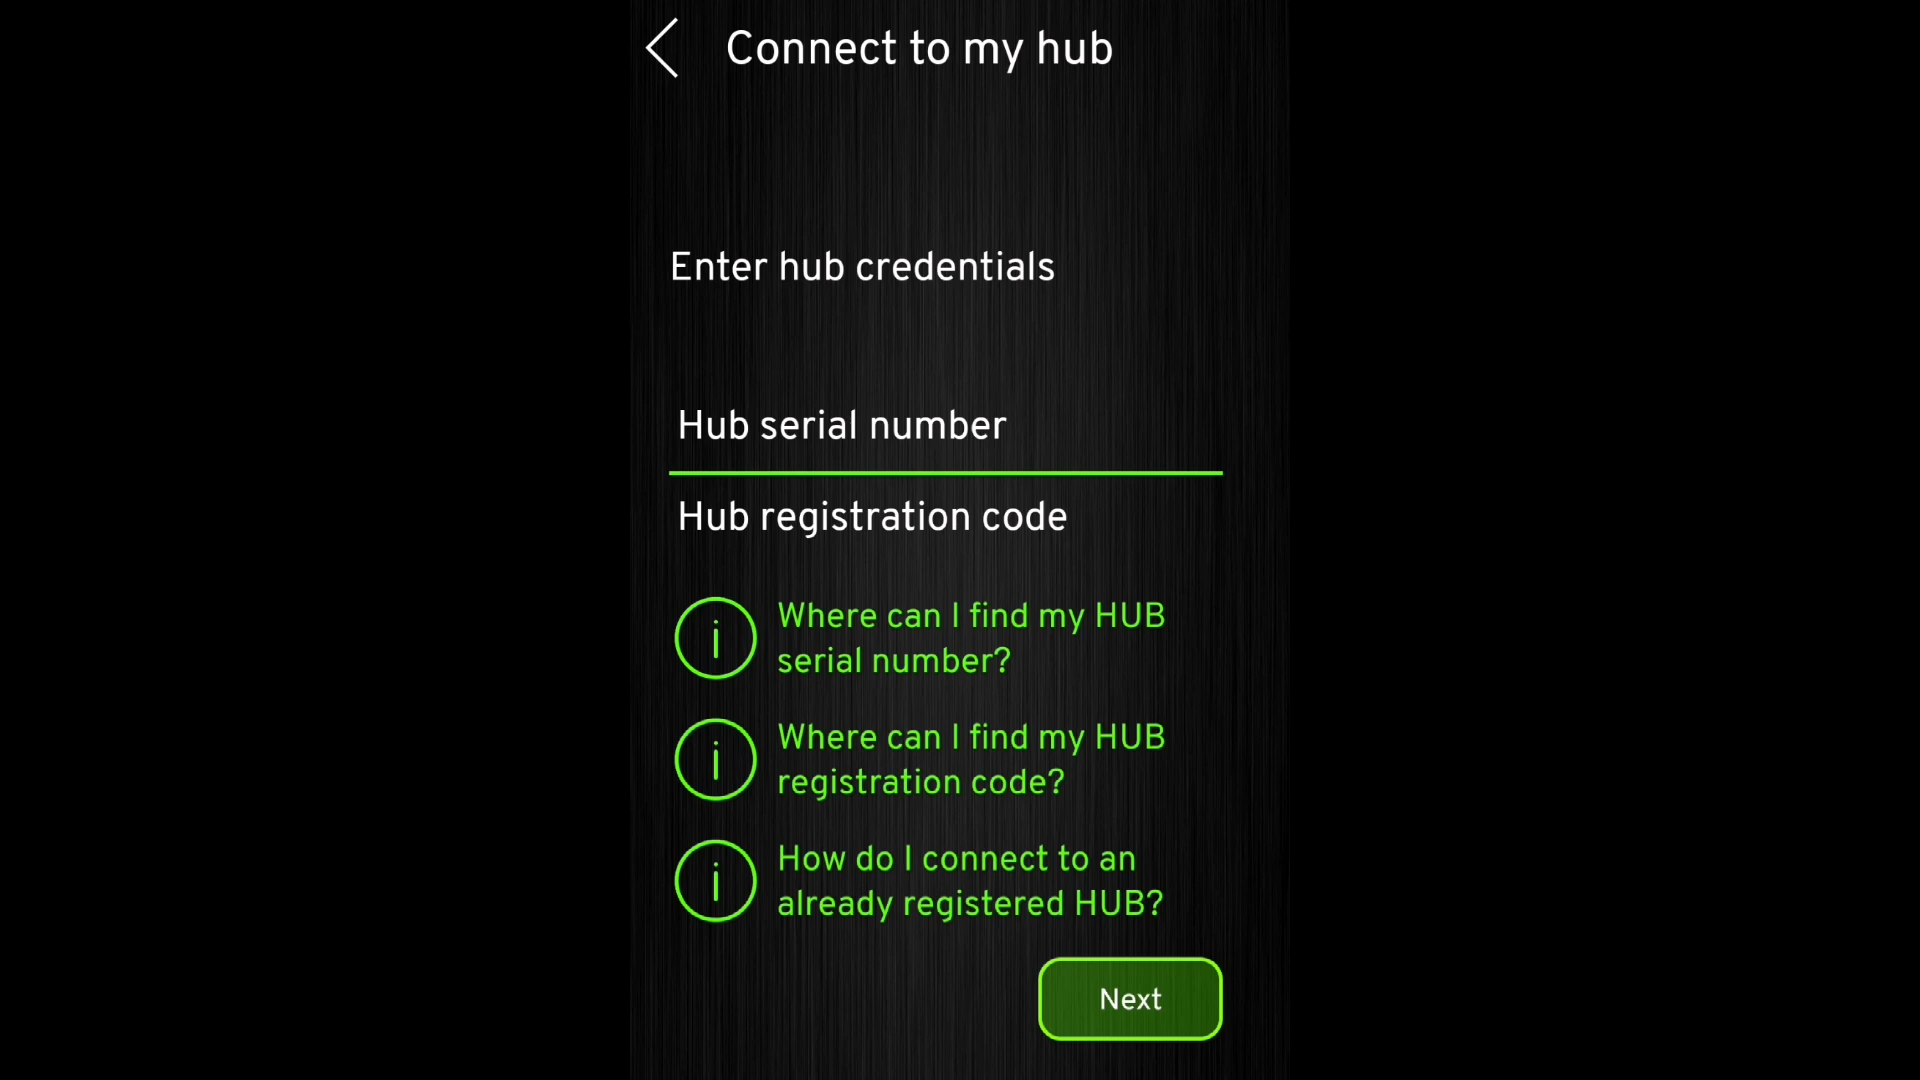 Connect to my hub
Enter hub credentials
Hub serial number
Hub registration code
Where can I find my HUB
serial number?
Where can I find my HUB
registration code?
How do I connect to an
already registered HUB?
Next